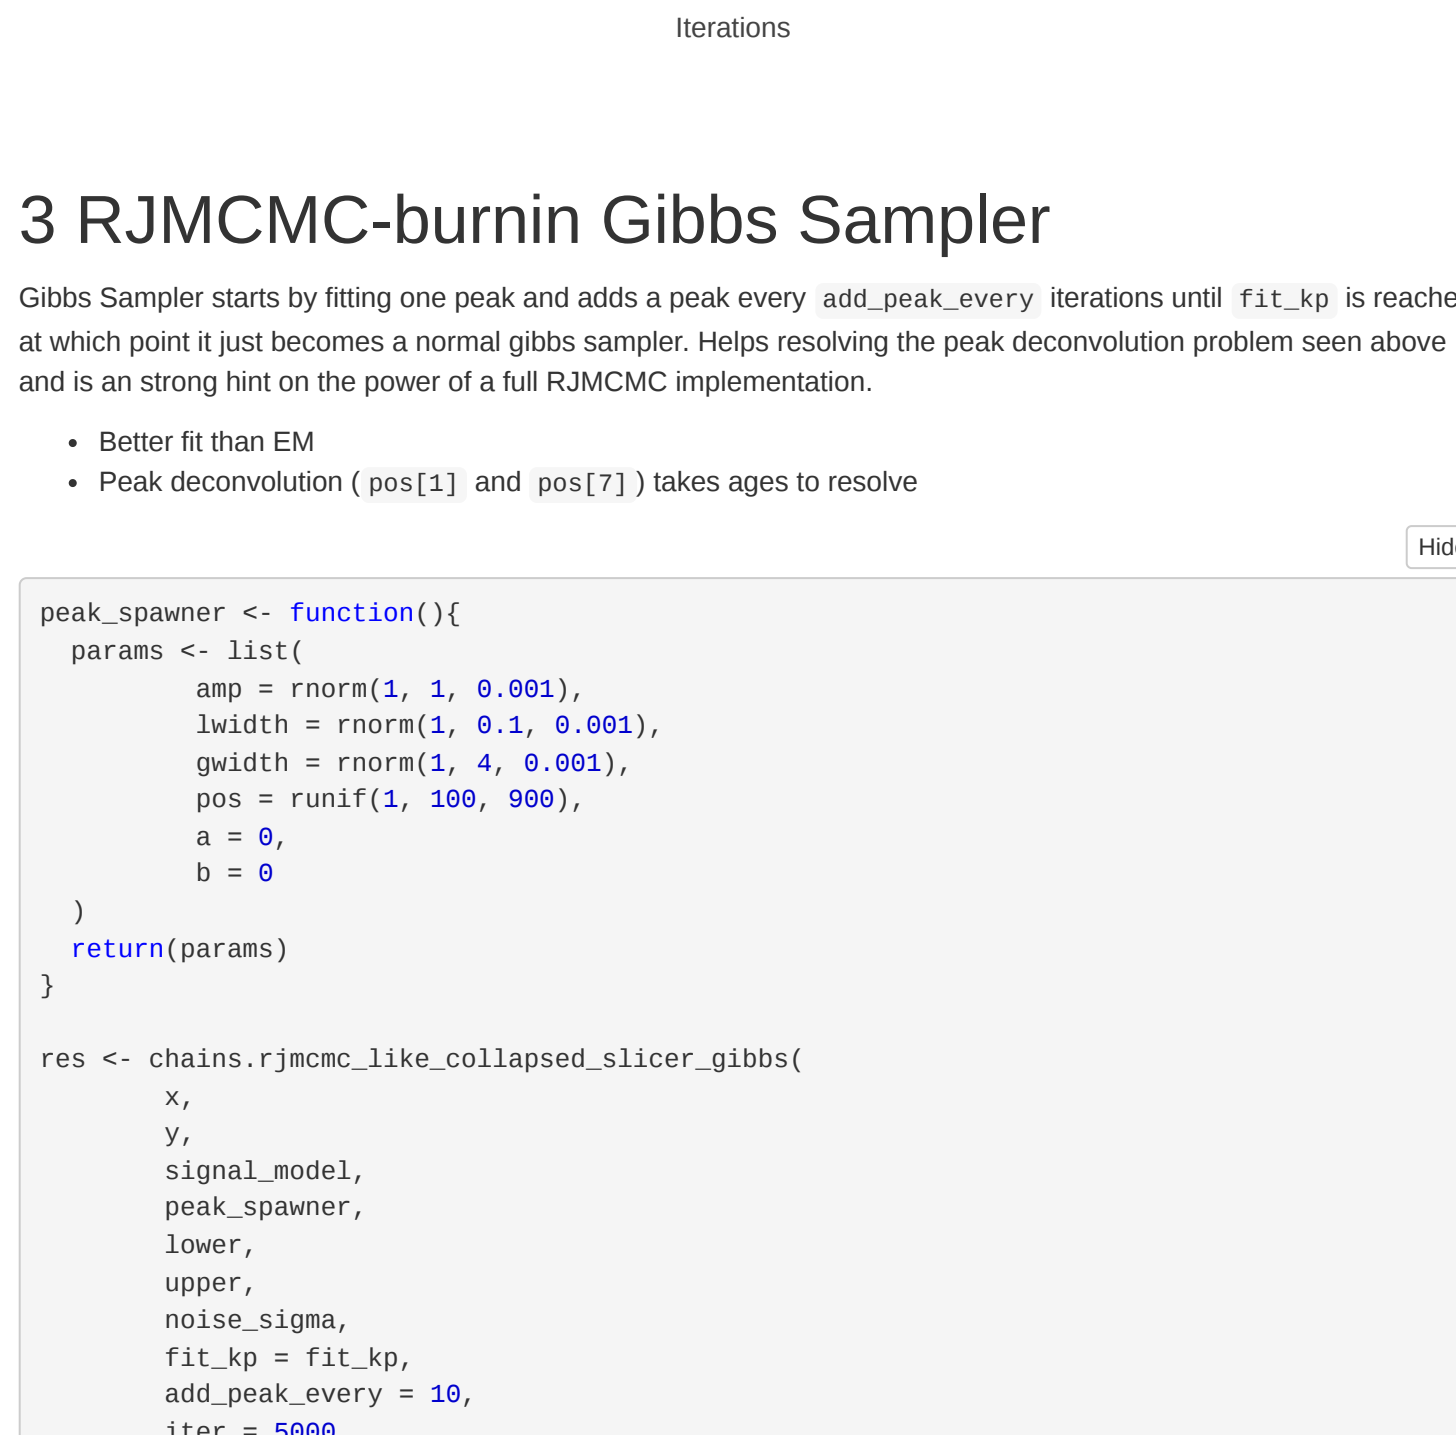 Iterations
3 RJMCMC-burnin Gibbs Sampler
Gibbs Sampler starts by fitting one peak and adds a peak every add_peak_every iterations until fit_kp is reache
at which point it just becomes a normal gibbs sampler. Helps resolving the peak deconvolution problem seen above
and is an strong hint on the power of a full RJMCMC implementation.
• Better fit than EM
• Peak deconvolution ( pos[1] and pos[7] ) takes ages to resolve
Hid
peak_spawner <- function(){
  params <- list(
          amp = rnorm(1, 1, 0.001),
          lwidth = rnorm(1, 0.1, 0.001),
          gwidth = rnorm(1, 4, 0.001),
          pos = runif(1, 100, 900),
          a = 0,
          b = 0
  )
  return(params)
}
res <- chains.rjmcmc_like_collapsed_slicer_gibbs(
        x,
        y,
        signal_model,
        peak_spawner,
        lower,
        upper,
        noise_sigma,
        fit_kp = fit_kp,
        add_peak_every = 10,
        iter = 5000